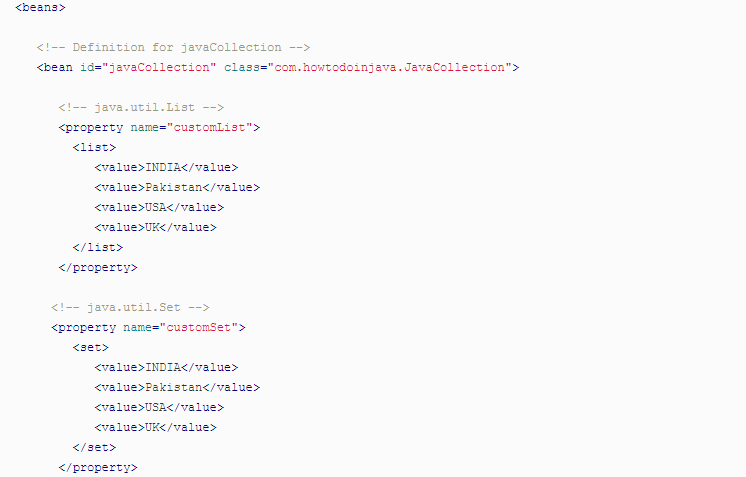 <beans>
<!-- Definition for javaCollection -->
<bean id="javaCollection" class="com.howtodoinjava.JavaCollection">
<!-- java.util.List -->
<property name="customList">
<list>
<value>INDIA</value>
<value>Pakistan</value>
<value>USA</value>
<value>UK</value>
</list>
</property>
<!-- java.util.Set -->
<property name="customSet">
<set>
<value>INDIA</value>
<value>Pakistan</value>
<value>USA</value>
<value>UK</value>
</set>
</property>